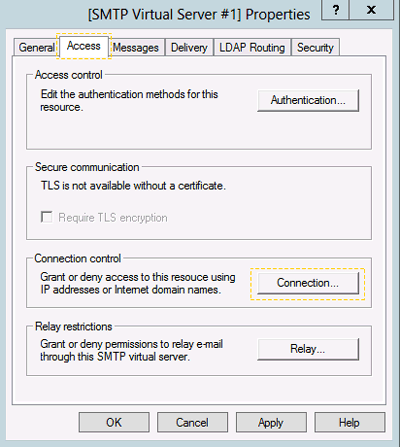 [SMTP Virtual Server #1] Properties ? x
General Access Messages Delivery LDAP Routing Security
Access control
Edit the authentication methods for this
resource.
Authentication...
Secure communication
TLS is not available without a certificate.
Require TLS encryption
Connection control
Grant or deny access to this resouce using
IP addresses or Internet domain names.
Connection...
Relay restrictions
Grant or deny permissions to relay e-mail
through this SMTP virtual server.
Relay...
OK Cancel Apply Help